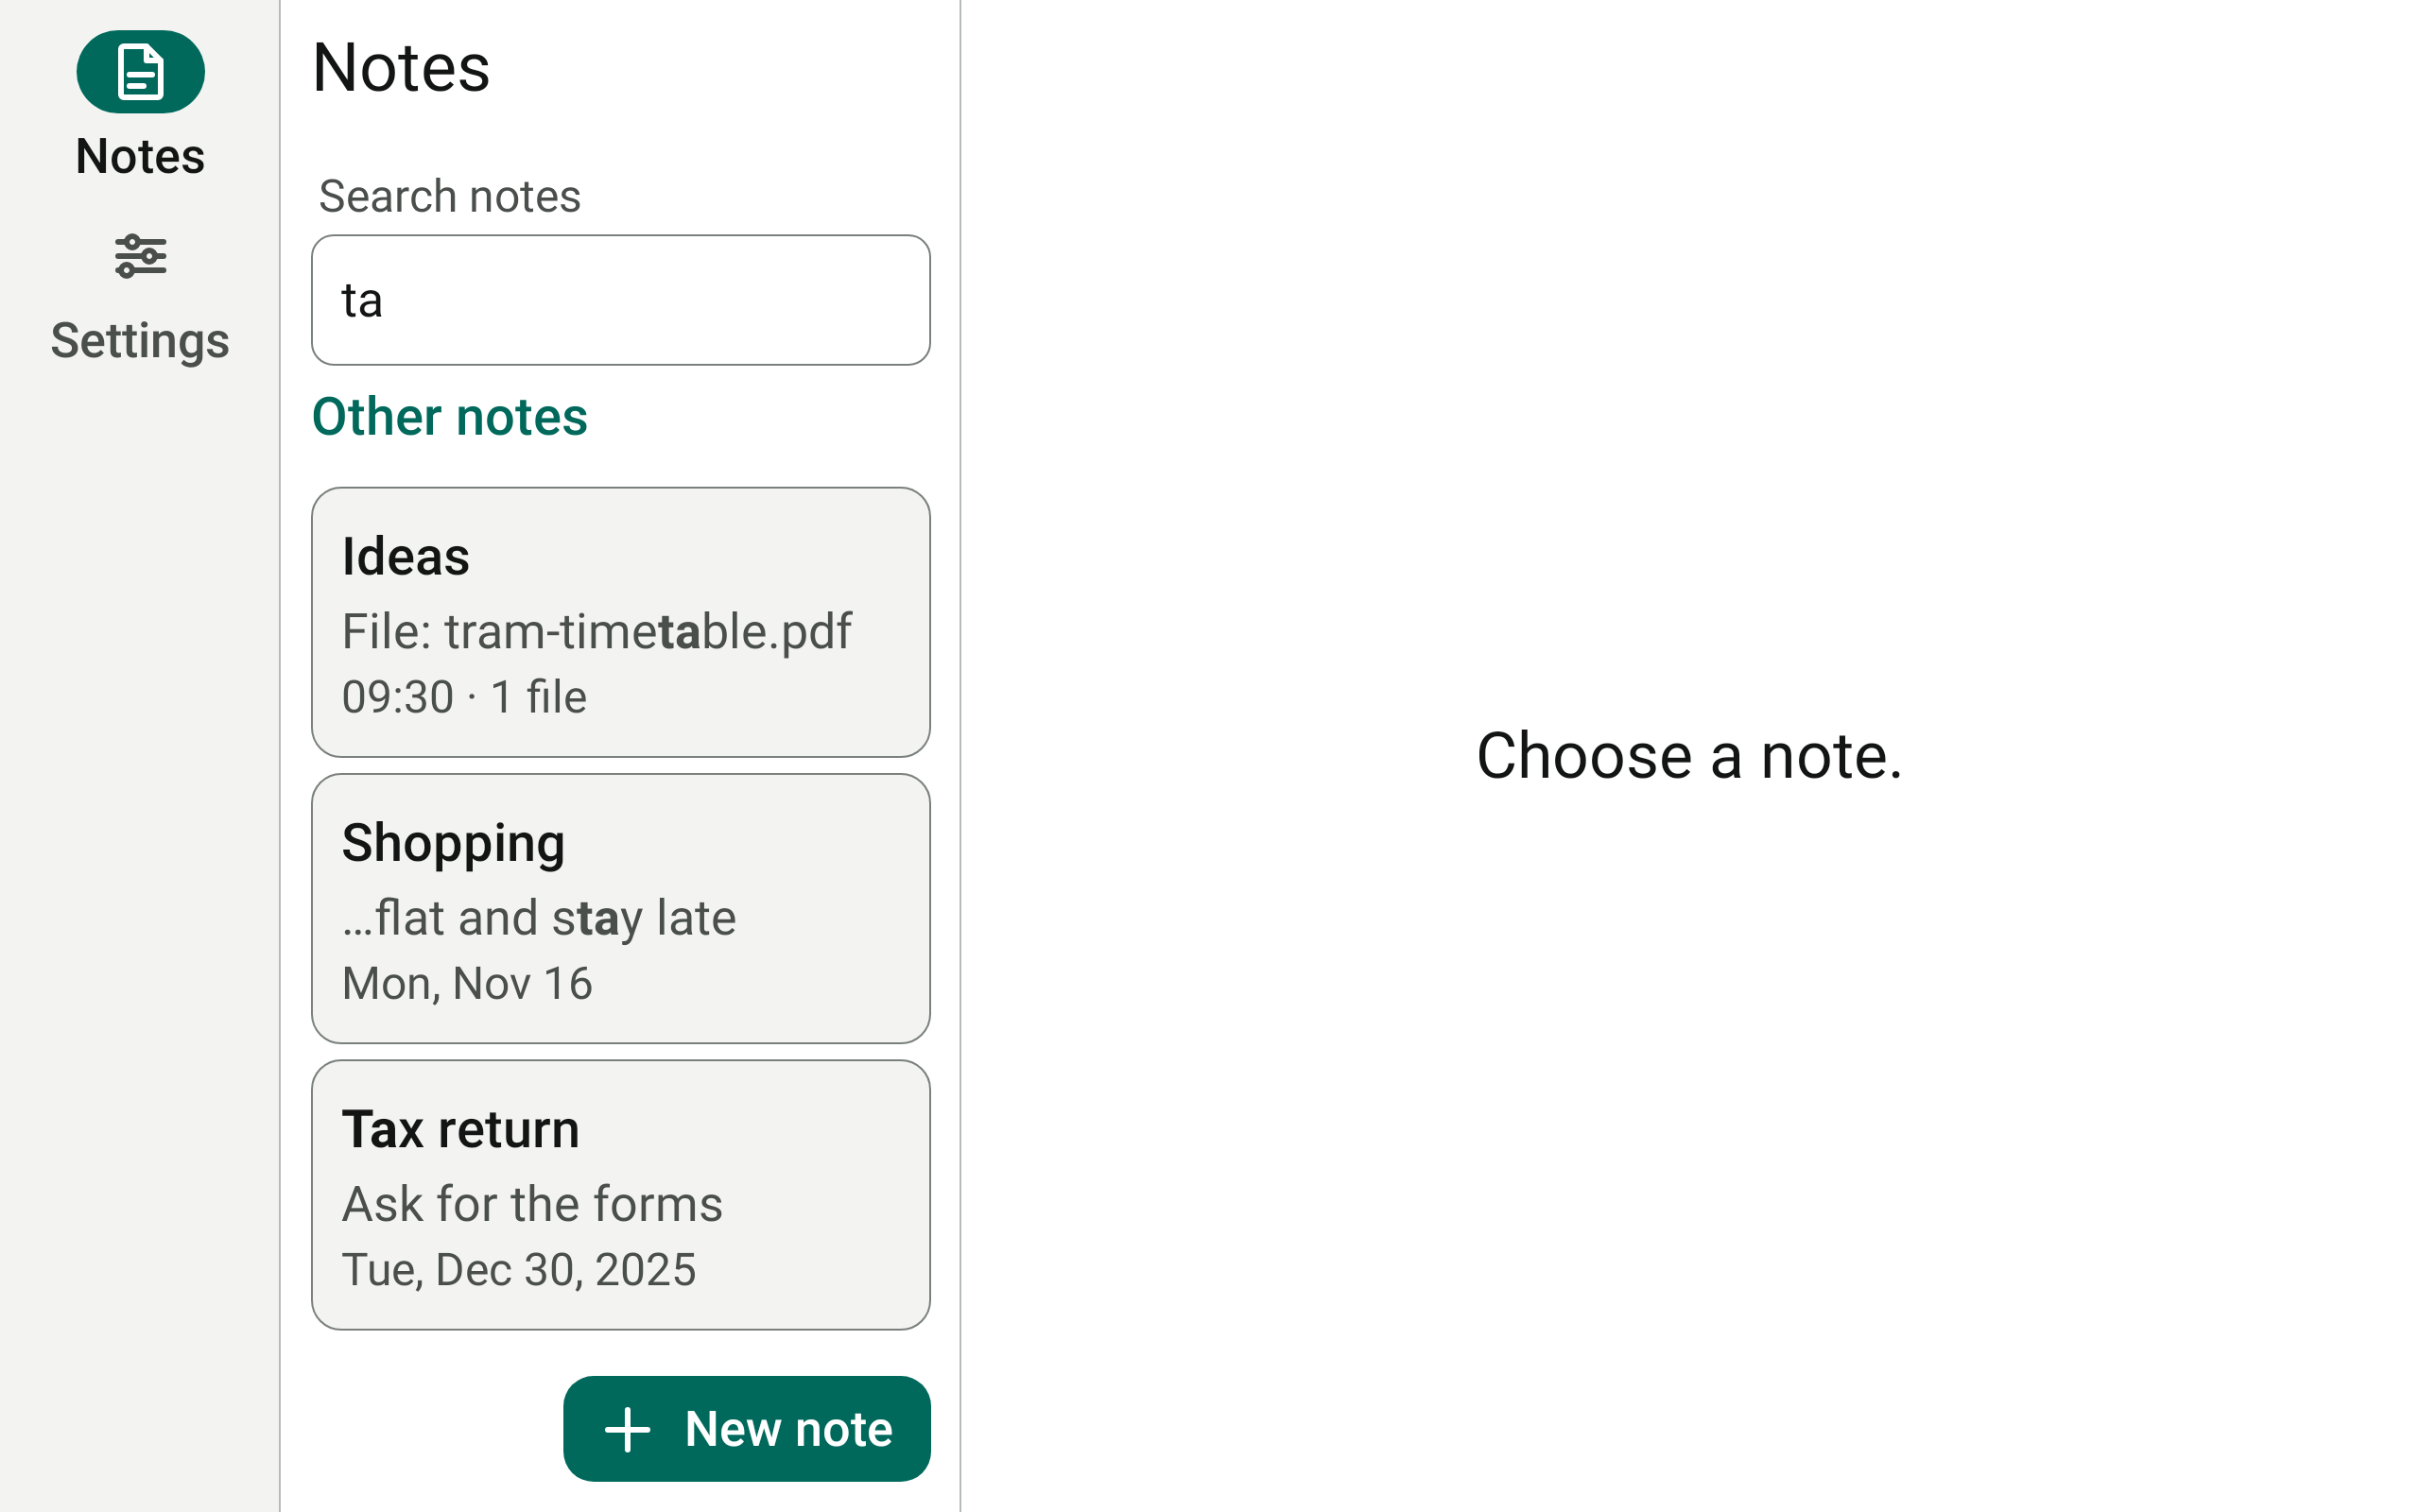 Notes
Settings
Notes
Search notes
ta
Other notes
Ideas
File: tram-timetable.pdf
09:30 · 1 file
Shopping
…flat and stay late
Mon, Nov 16
Tax return
Ask for the forms
Tue, Dec 30, 2025
New note
Choose a note.